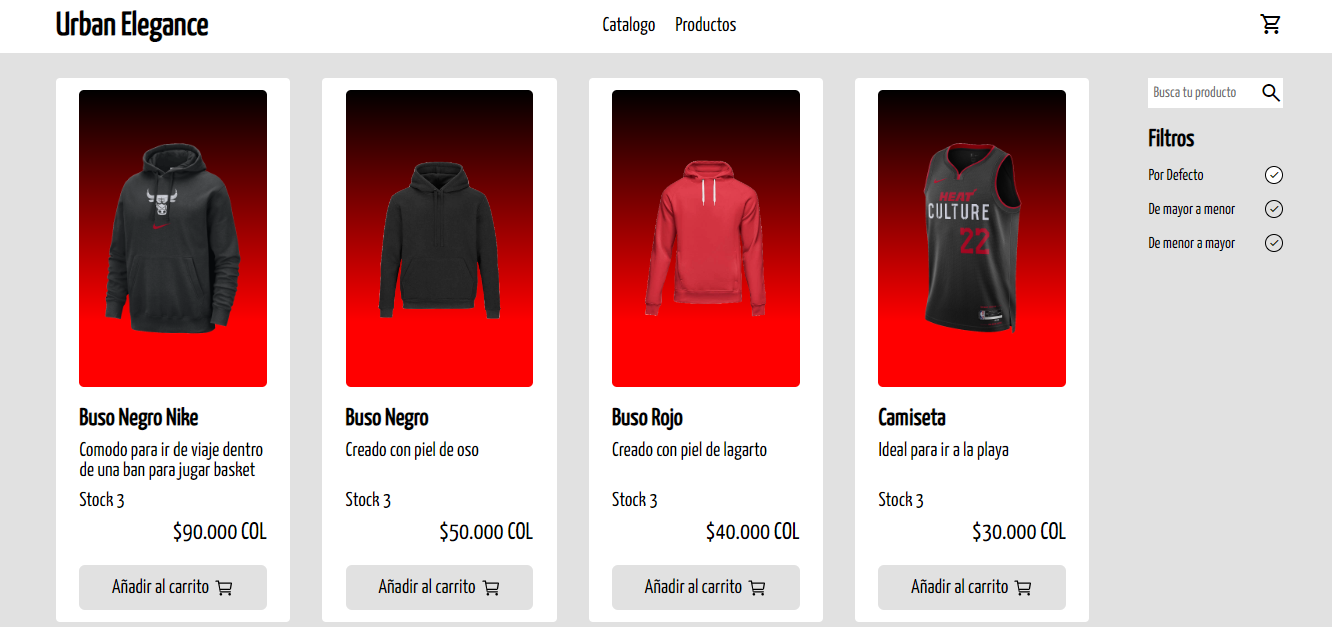 Urban Elegance
Catalogo Productos
Busca tu producto
Filtros
Por Defecto
De mayor a menor
De menor a mayor
HEAT
CULTURE
22
Buso Negro Nike
Comodo para ir de viaje dentro
de una ban para jugar basket
Stock 3
$90.000 COL
Añadir al carrito
Buso Negro
Creado con piel de oso
Stock 3
$50.000 COL
Añadir al carrito
Buso Rojo
Creado con piel de lagarto
Stock 3
$40.000 COL
Añadir al carrito
Camiseta
Ideal para ir a la playa
Stock 3
$30.000 COL
Añadir al carrito